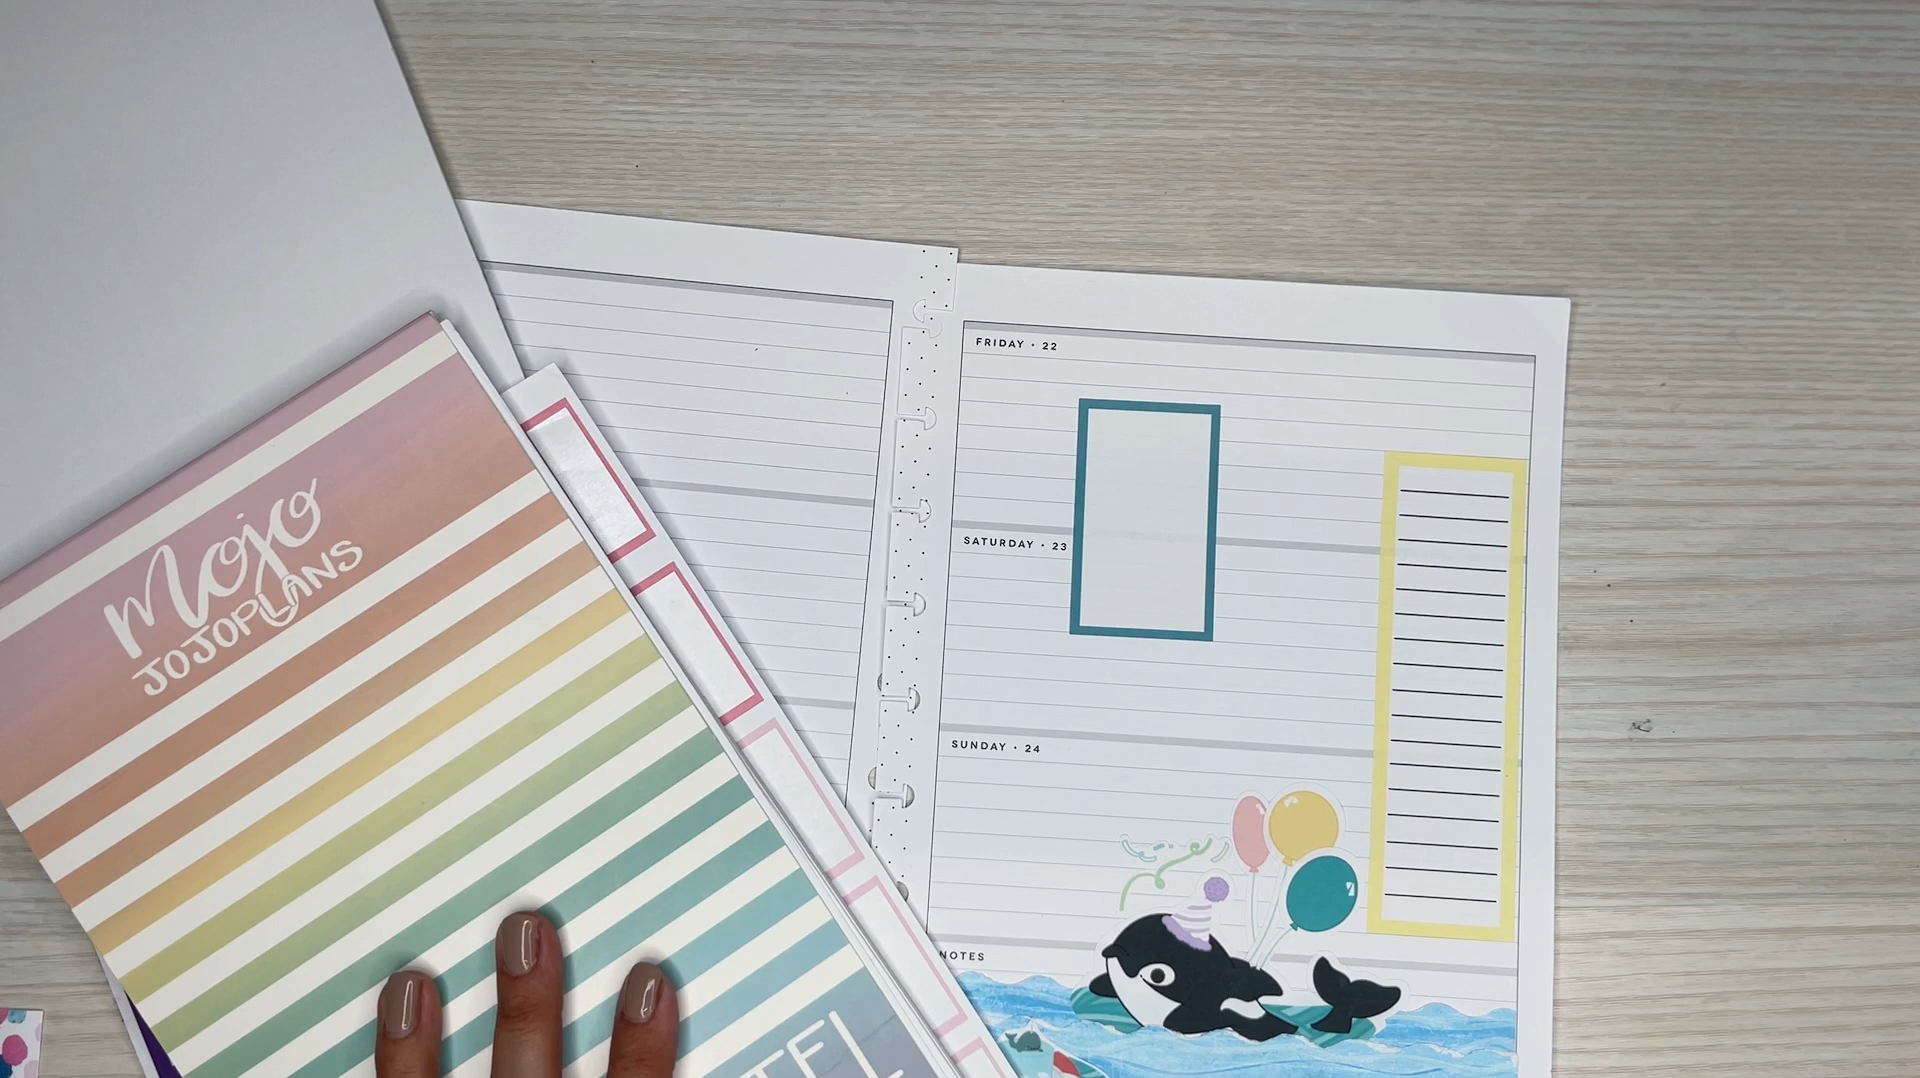 Mojo
JOJOPLANS
FRIDAY · 22
SATURDAY · 23
SUNDAY · 24
NOTES